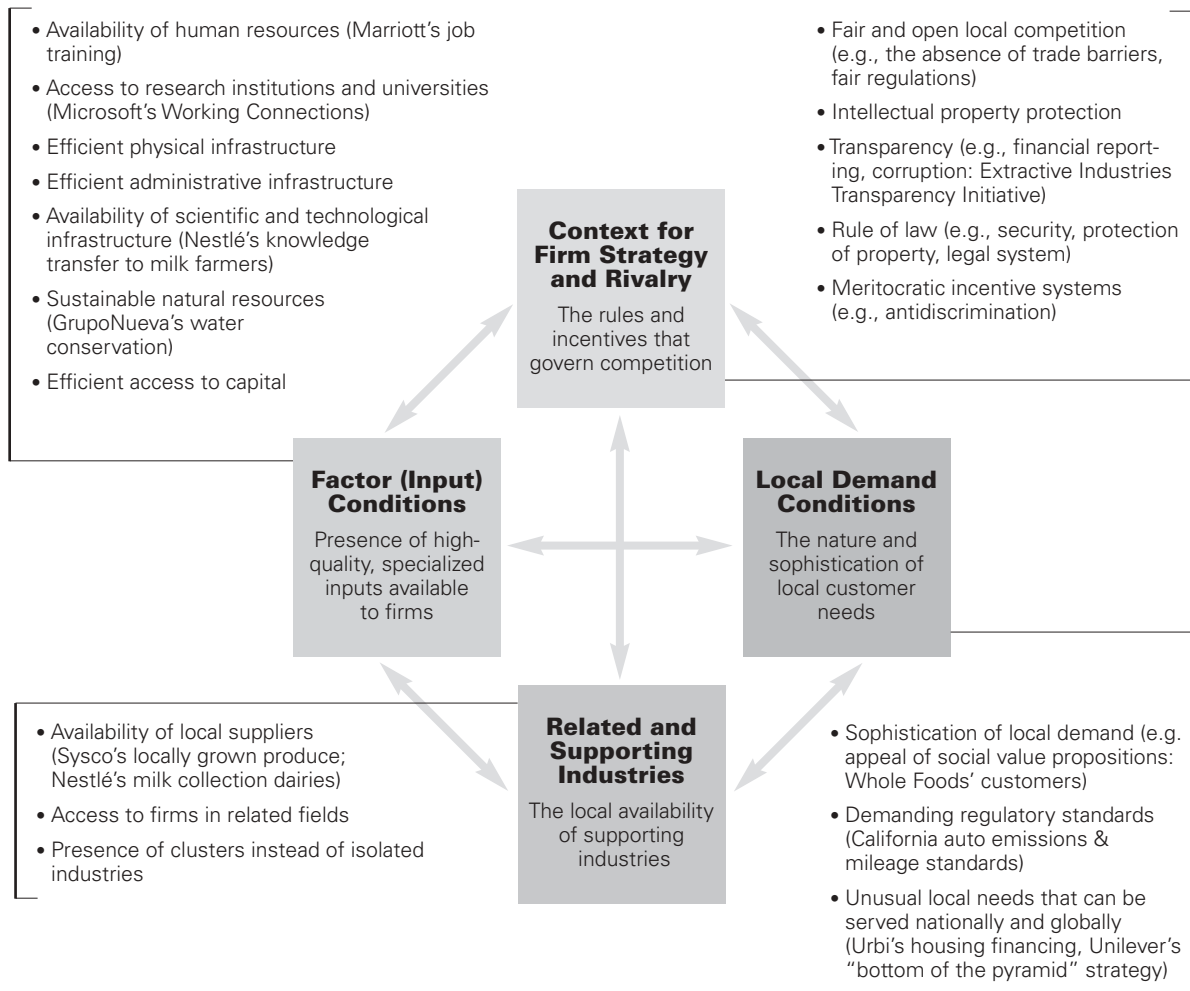 • Availability of human resources (Marriott's job
training)
• Access to research institutions and universities
(Microsoft's Working Connections)
• Efficient physical infrastructure
• Efficient administrative infrastructure
• Availability of scientific and technological
infrastructure (Nestlé's knowledge
transfer to milk farmers)
• Sustainable natural resources
(GrupoNueva's water
conservation)
• Efficient access to capital
• Fair and open local competition
(e.g., the absence of trade barriers,
fair regulations)
• Intellectual property protection
• Transparency (e.g., financial report-
ing, corruption: Extractive Industries
Transparency Initiative)
• Rule of law (e.g., security, protection
of property, legal system)
• Meritocratic incentive systems
(e.g., antidiscrimination)
Context for
Firm Strategy
and Rivalry
The rules and
incentives that
govern competition
Factor (Input)
Conditions
Presence of high-
quality, specialized
inputs available
to firms
Local Demand
Conditions
The nature and
sophistication of
local customer
needs
Related and
Supporting
Industries
The local availability
of supporting
industries
• Availability of local suppliers
(Sysco's locally grown produce;
Nestlé's milk collection dairies)
• Access to firms in related fields
• Presence of clusters instead of isolated
industries
• Sophistication of local demand (e.g.
appeal of social value propositions:
Whole Foods' customers)
• Demanding regulatory standards
(California auto emissions &
mileage standards)
• Unusual local needs that can be
served nationally and globally
(Urbi's housing financing, Unilever's
"bottom of the pyramid" strategy)